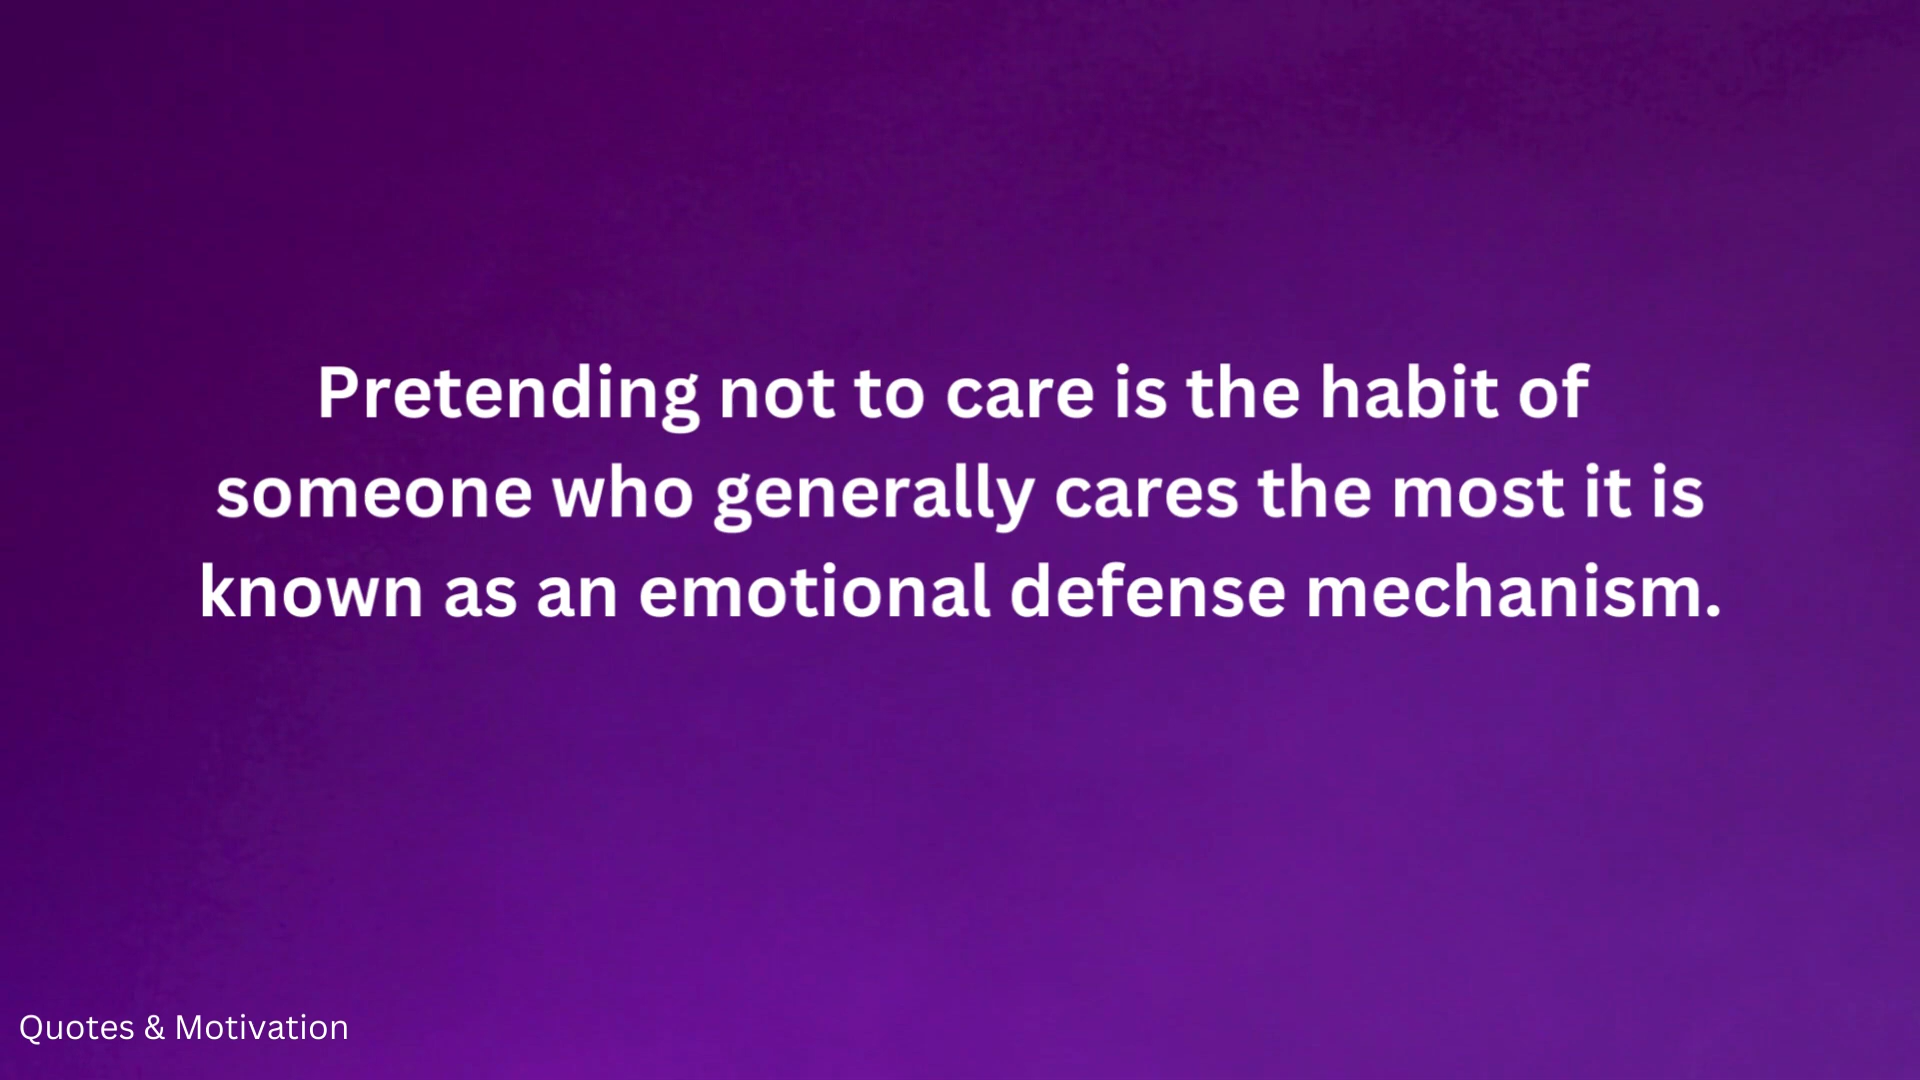 Pretending not to care is the habit of
someone who generally cares the most it is
known as an emotional defense mechanism.
Quotes & Motivation